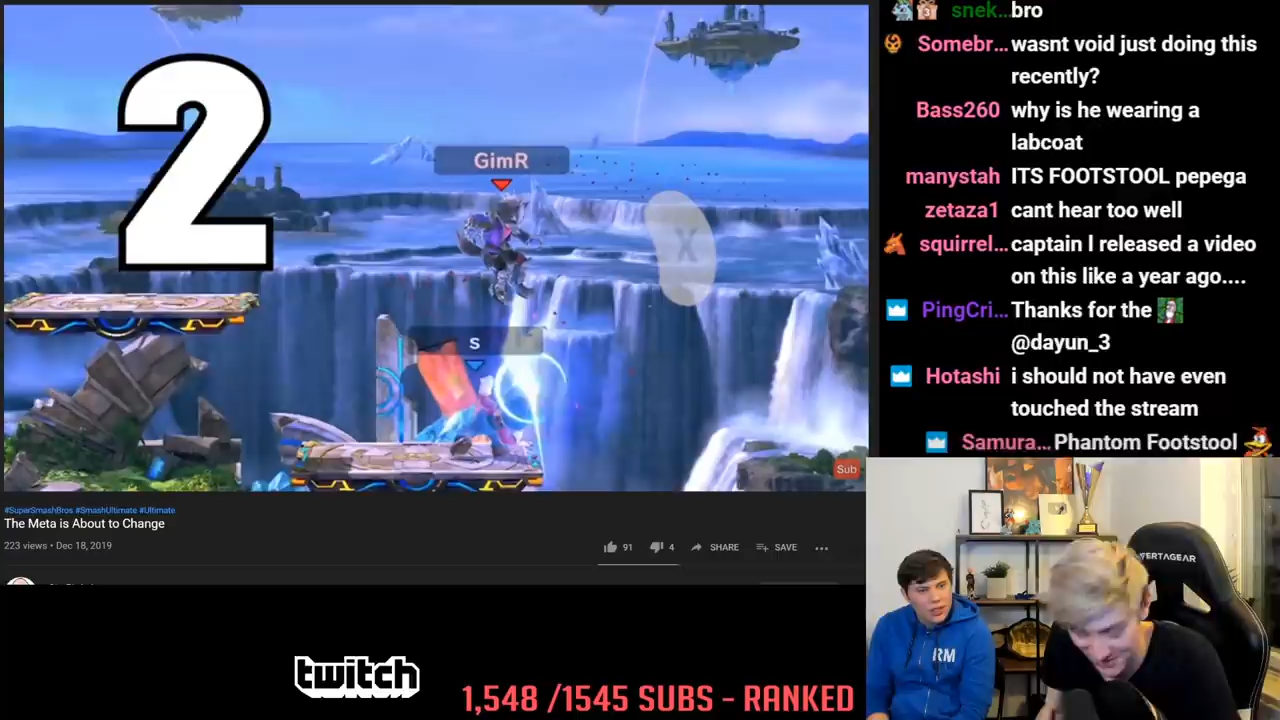 2
GimR
X
S
Sub
#SuperSmashBros #SmashUltimate #Ultimate
The Meta is About to Change
223 views • Dec 18, 2019
91
4
SHARE
SAVE
twitch
1,548 /1545 SUBS - RANKED
snek…bro
Somebr…wasnt void just doing this
recently?
Bass260 why is he wearing a
labcoat
manystah ITS FOOTSTOOL pepega
zetaza1 cant hear too well
squirrel…captain I released a video
on this like a year ago....
PingCri…Thanks for the
@dayun_3
Hotashi i should not have even
touched the stream
Samura…Phantom Footstool
VERTAGEAR
RM